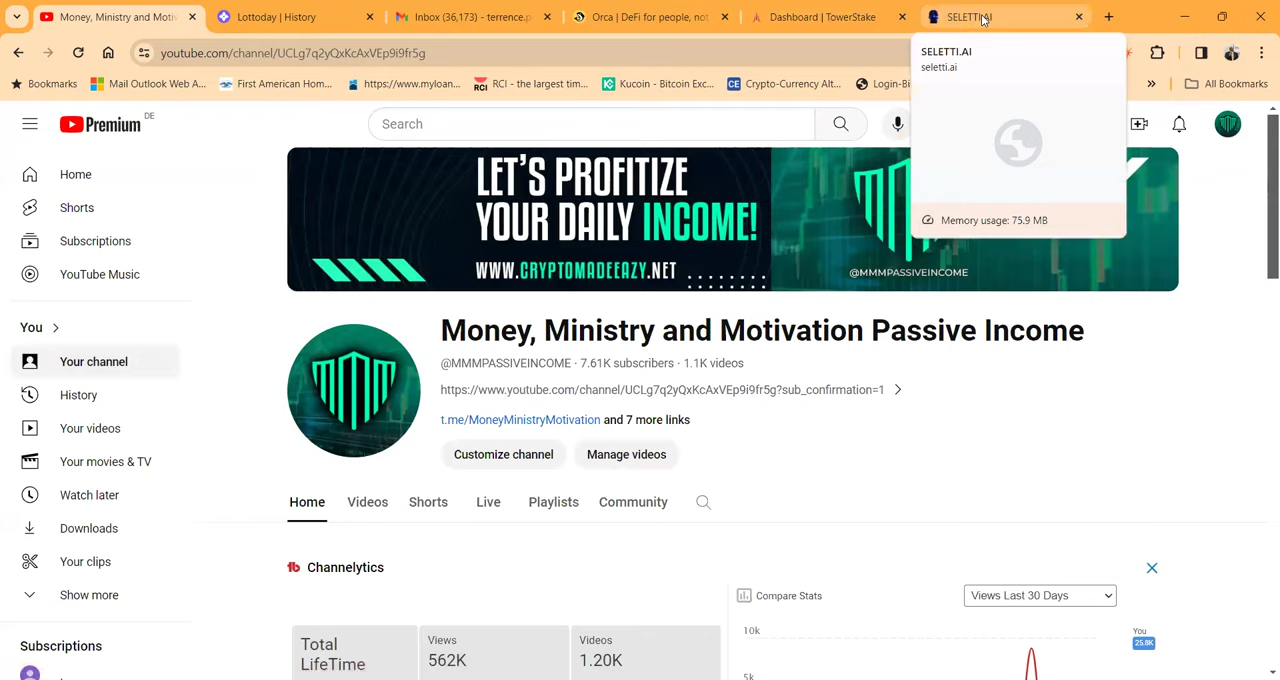 Money, Ministry and Motiv
Lottoday | History
Inbox (36,173) - terrence.p
Orca | DeFi for people, not
Dashboard | TowerStake
SELETTI.AI
youtube.com/channel/UCLg7q2yQxKcAxVEp9i9fr5g
SELETTI.AI
seletti.ai
Bookmarks
Mail Outlook Web A...
First American Hom...
https://www.myloan...
RCI
RCI - the largest tim...
Kucoin - Bitcoin Exc...
CE
Crypto-Currency Alt...
Login-Bi
All Bookmarks
Premium
DE
Search
Memory usage: 75.9 MB
LET'S PROFITIZE
YOUR DAILY INCOME!
WWW.CRYPTOMADEEAZY.NET
@MMMPASSIVEINCOME
Home
Shorts
Subscriptions
YouTube Music
You
Your channel
History
Your videos
Your movies & TV
Watch later
Downloads
Your clips
Show more
Subscriptions
Money, Ministry and Motivation Passive Income
@MMMPASSIVEINCOME · 7.61K subscribers · 1.1K videos
https://www.youtube.com/channel/UCLg7q2yQxKcAxVEp9i9fr5g?sub_confirmation=1
t.me/MoneyMinistryMotivation and 7 more links
Customize channel
Manage videos
Home
Videos
Shorts
Live
Playlists
Community
Channelytics
Total
LifeTime
Views
562K
Videos
1.20K
Compare Stats
Views Last 30 Days
10k
5k
You
25.8K